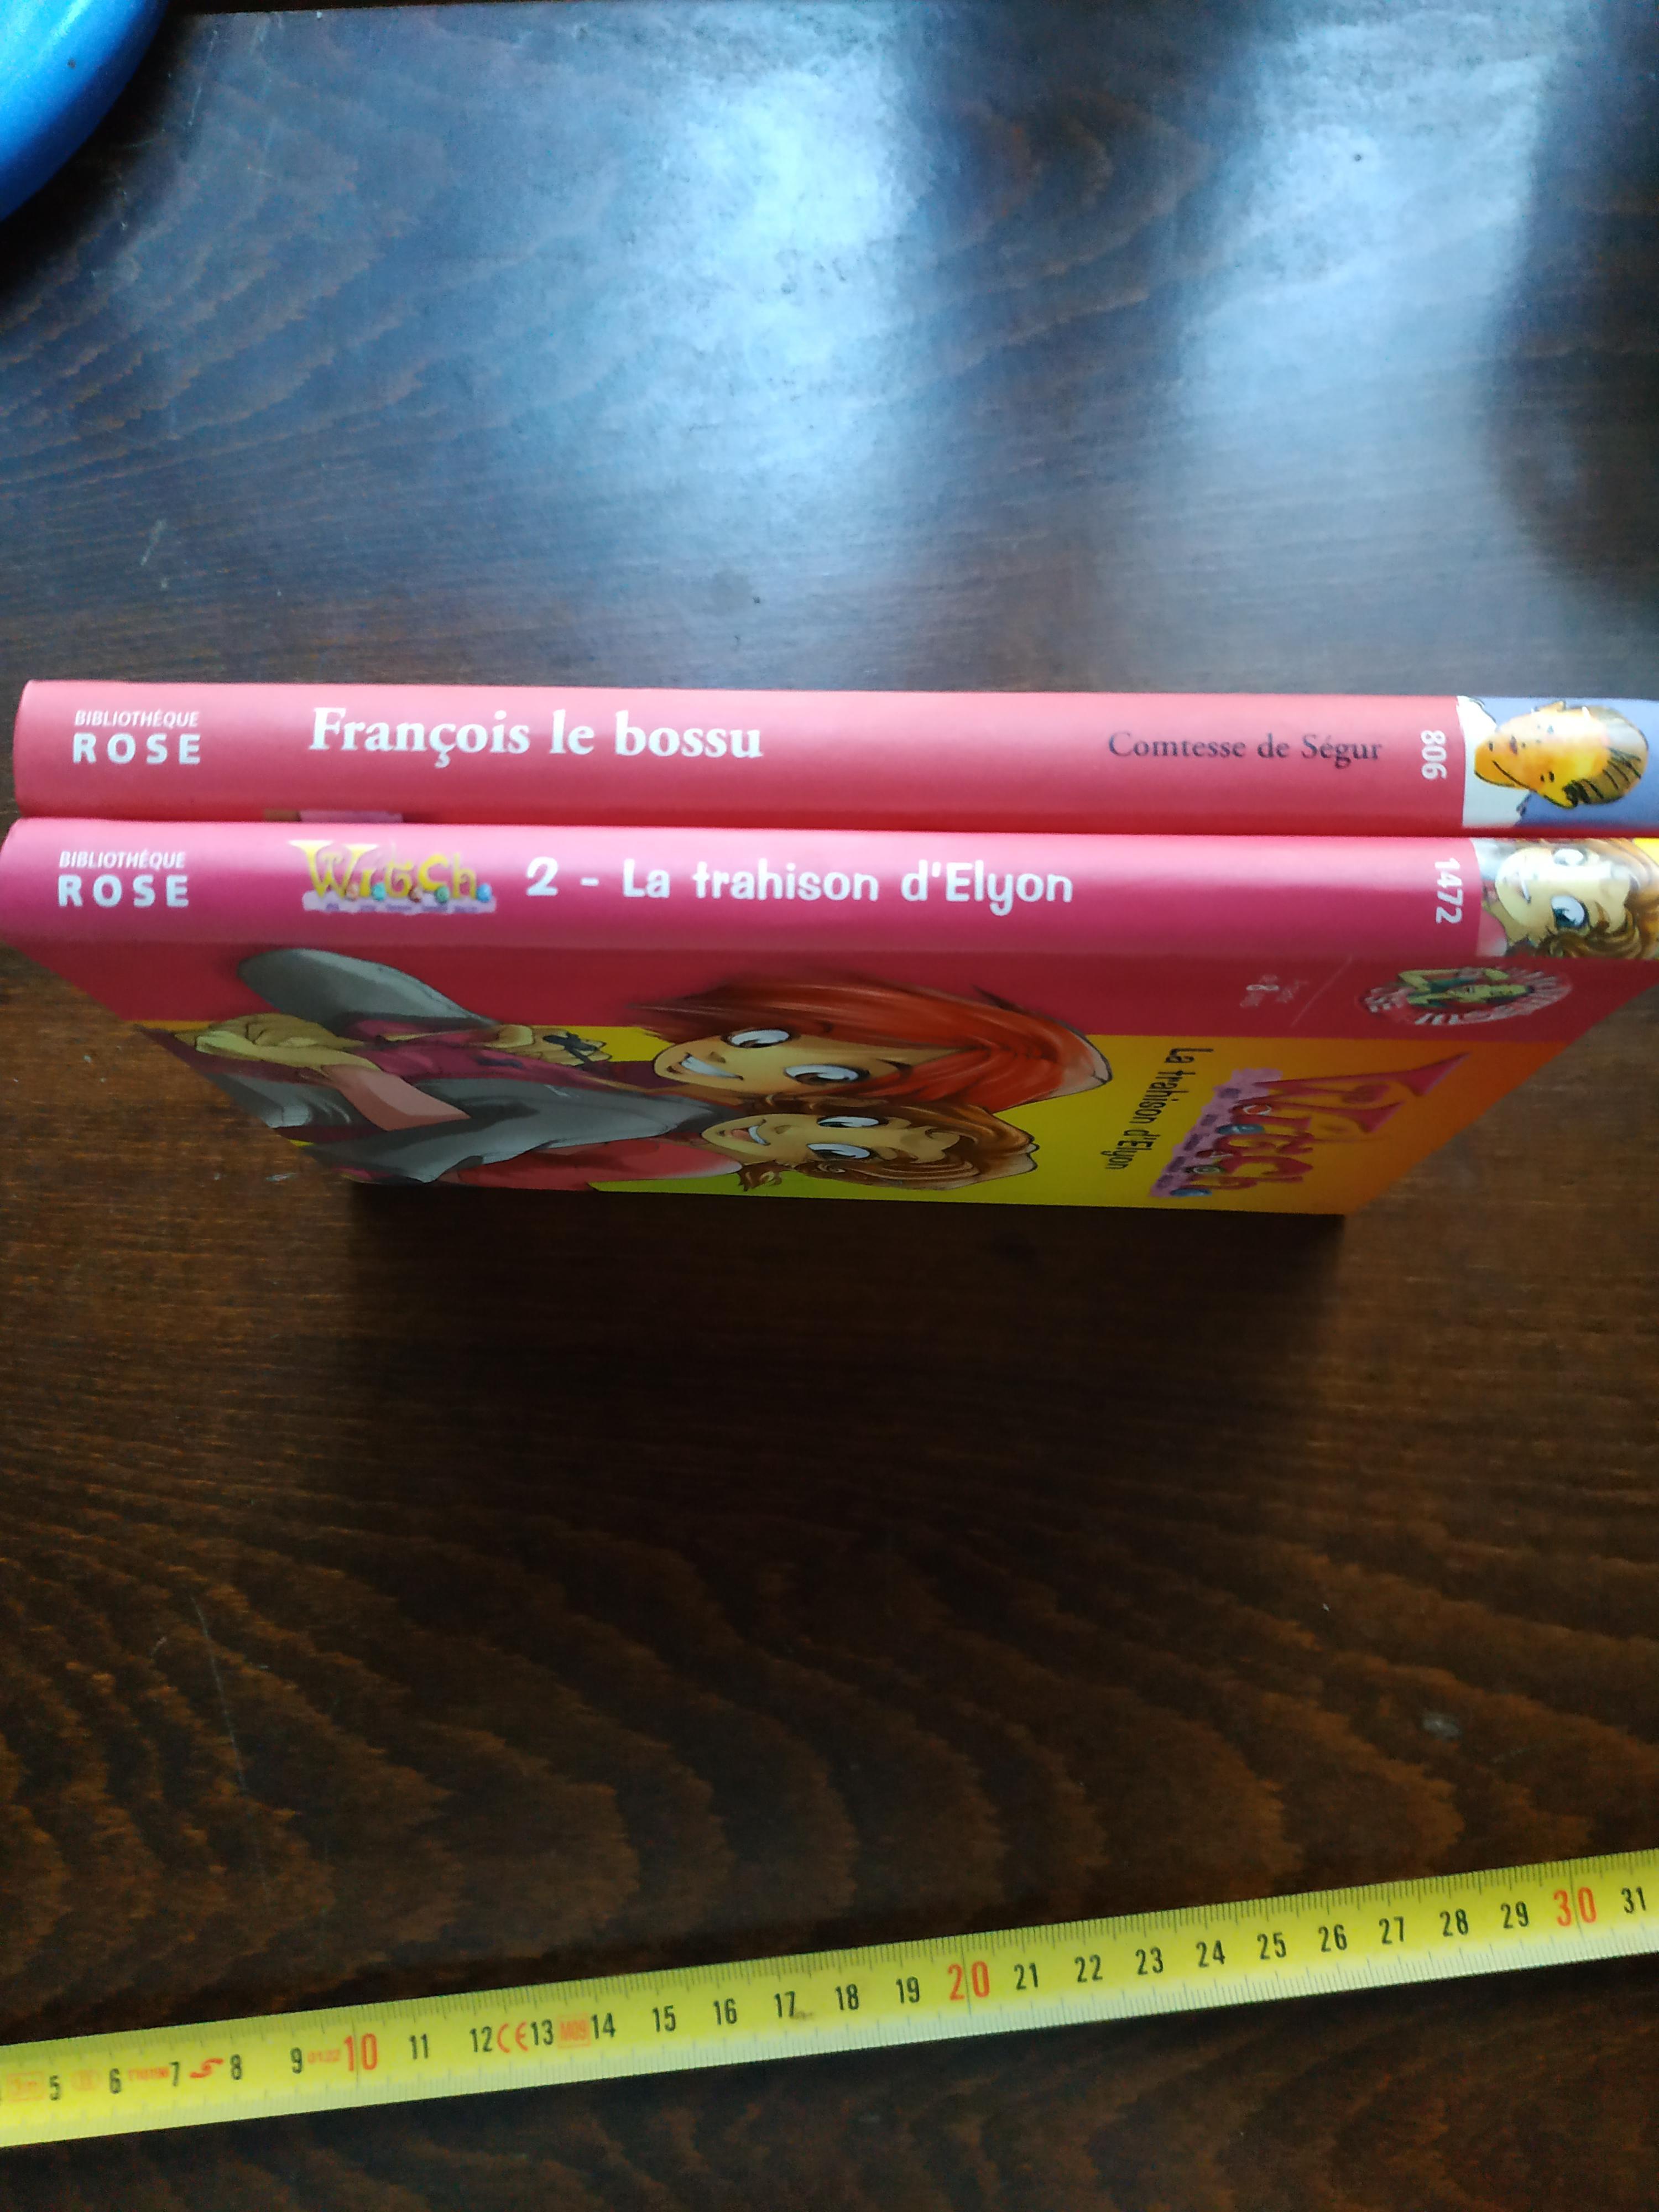 BIBLIOTHÈQUE
ROSE
François le bossu
Comtesse de Ségur
806
BIBLIOTHÈQUE
ROSE
W.i.t.c.h.
2 - La trahison d'Elyon
1472
La trahison d'Elyon
5 6 7 8 9 10 11 12 CE 13 M09 14 15 16 17 18 19 20 21 22 23 24 25 26 27 28 29 30 31